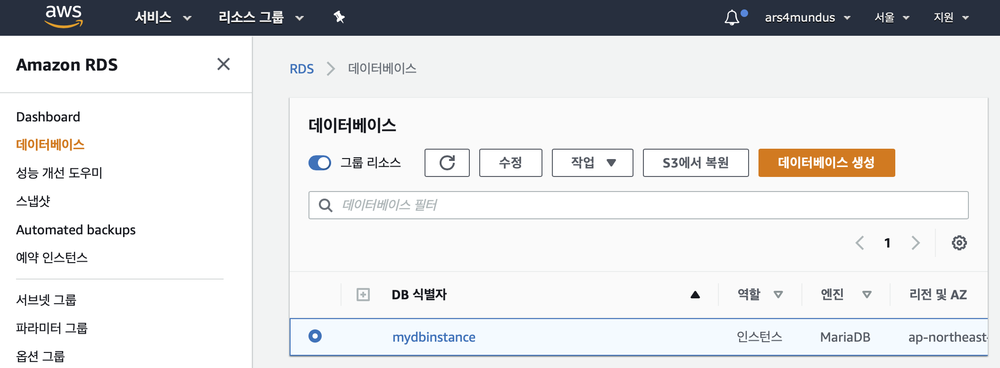 aws 서비스 리소스 그룹 ars4mundus 서울 지원
Amazon RDS
Dashboard
데이터베이스
성능 개선 도우미
스냅샷
Automated backups
예약 인스턴스
서브넷 그룹
파라미터 그룹
옵션 그룹
RDS 데이터베이스
데이터베이스
그룹 리소스 수정 작업 S3에서 복원 데이터베이스 생성
데이터베이스 필터
1
DB 식별자 역할 엔진 리전 및 AZ
mydbinstance 인스턴스 MariaDB ap-northeast-